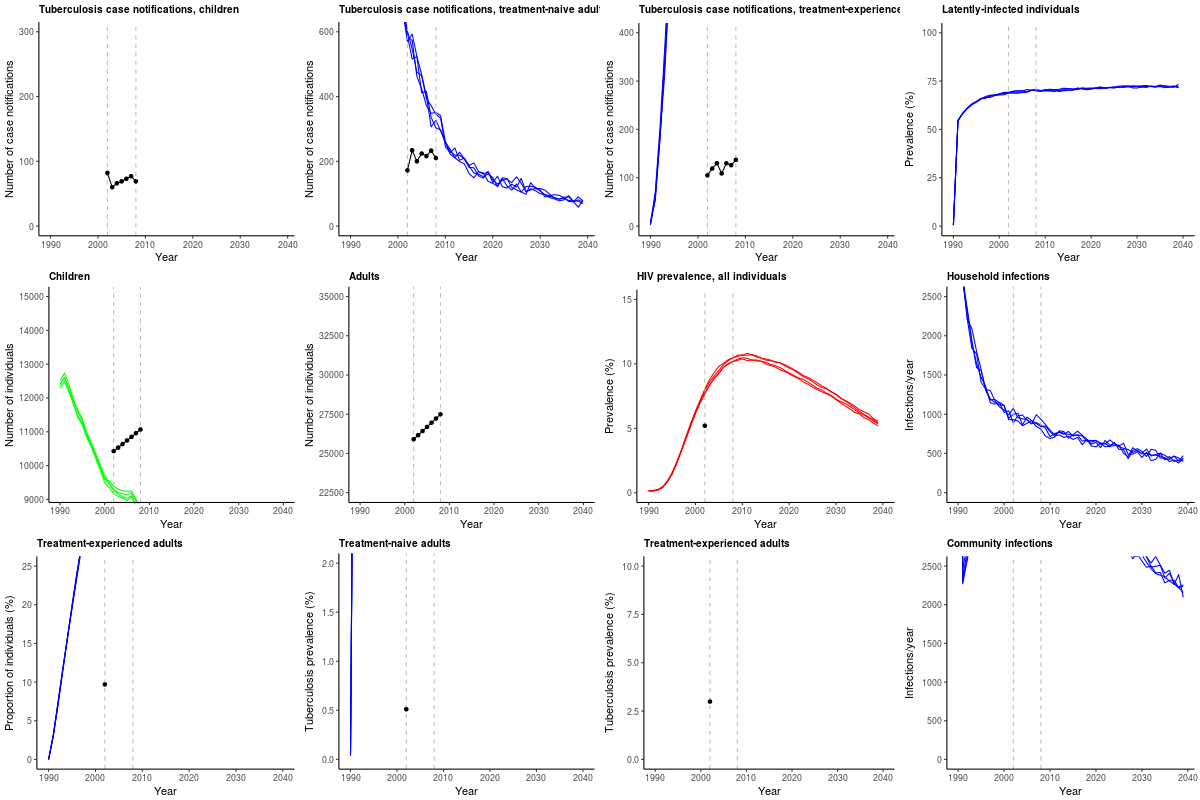 Tuberculosis case notifications, children
Number of case notifications
300
200
100
0
1990 2000 2010 2020 2030 2040
Year
Tuberculosis case notifications, treatment-naive adul
Number of case notifications
600
400
200
0
1990 2000 2010 2020 2030 2040
Year
Tuberculosis case notifications, treatment-experience
Number of case notifications
400
300
200
100
0
1990 2000 2010 2020 2030 2040
Year
Latently-infected individuals
Prevalence (%)
100
75
50
25
0
1990 2000 2010 2020 2030 2040
Year
Children
Number of individuals
15000
14000
13000
12000
11000
10000
9000
1990 2000 2010 2020 2030 2040
Year
Adults
Number of individuals
35000
32500
30000
27500
25000
22500
1990 2000 2010 2020 2030 2040
Year
HIV prevalence, all individuals
Prevalence (%)
15
10
5
0
1990 2000 2010 2020 2030 2040
Year
Household infections
Infections/year
2500
2000
1500
1000
500
0
1990 2000 2010 2020 2030 2040
Year
Treatment-experienced adults
Proportion of individuals (%)
25
20
15
10
5
0
1990 2000 2010 2020 2030 2040
Year
Treatment-naive adults
Tuberculosis prevalence (%)
2.0
1.5
1.0
0.5
0.0
1990 2000 2010 2020 2030 2040
Year
Treatment-experienced adults
Tuberculosis prevalence (%)
10.0
7.5
5.0
2.5
0.0
1990 2000 2010 2020 2030 2040
Year
Community infections
Infections/year
2500
2000
1500
1000
500
0
1990 2000 2010 2020 2030 2040
Year